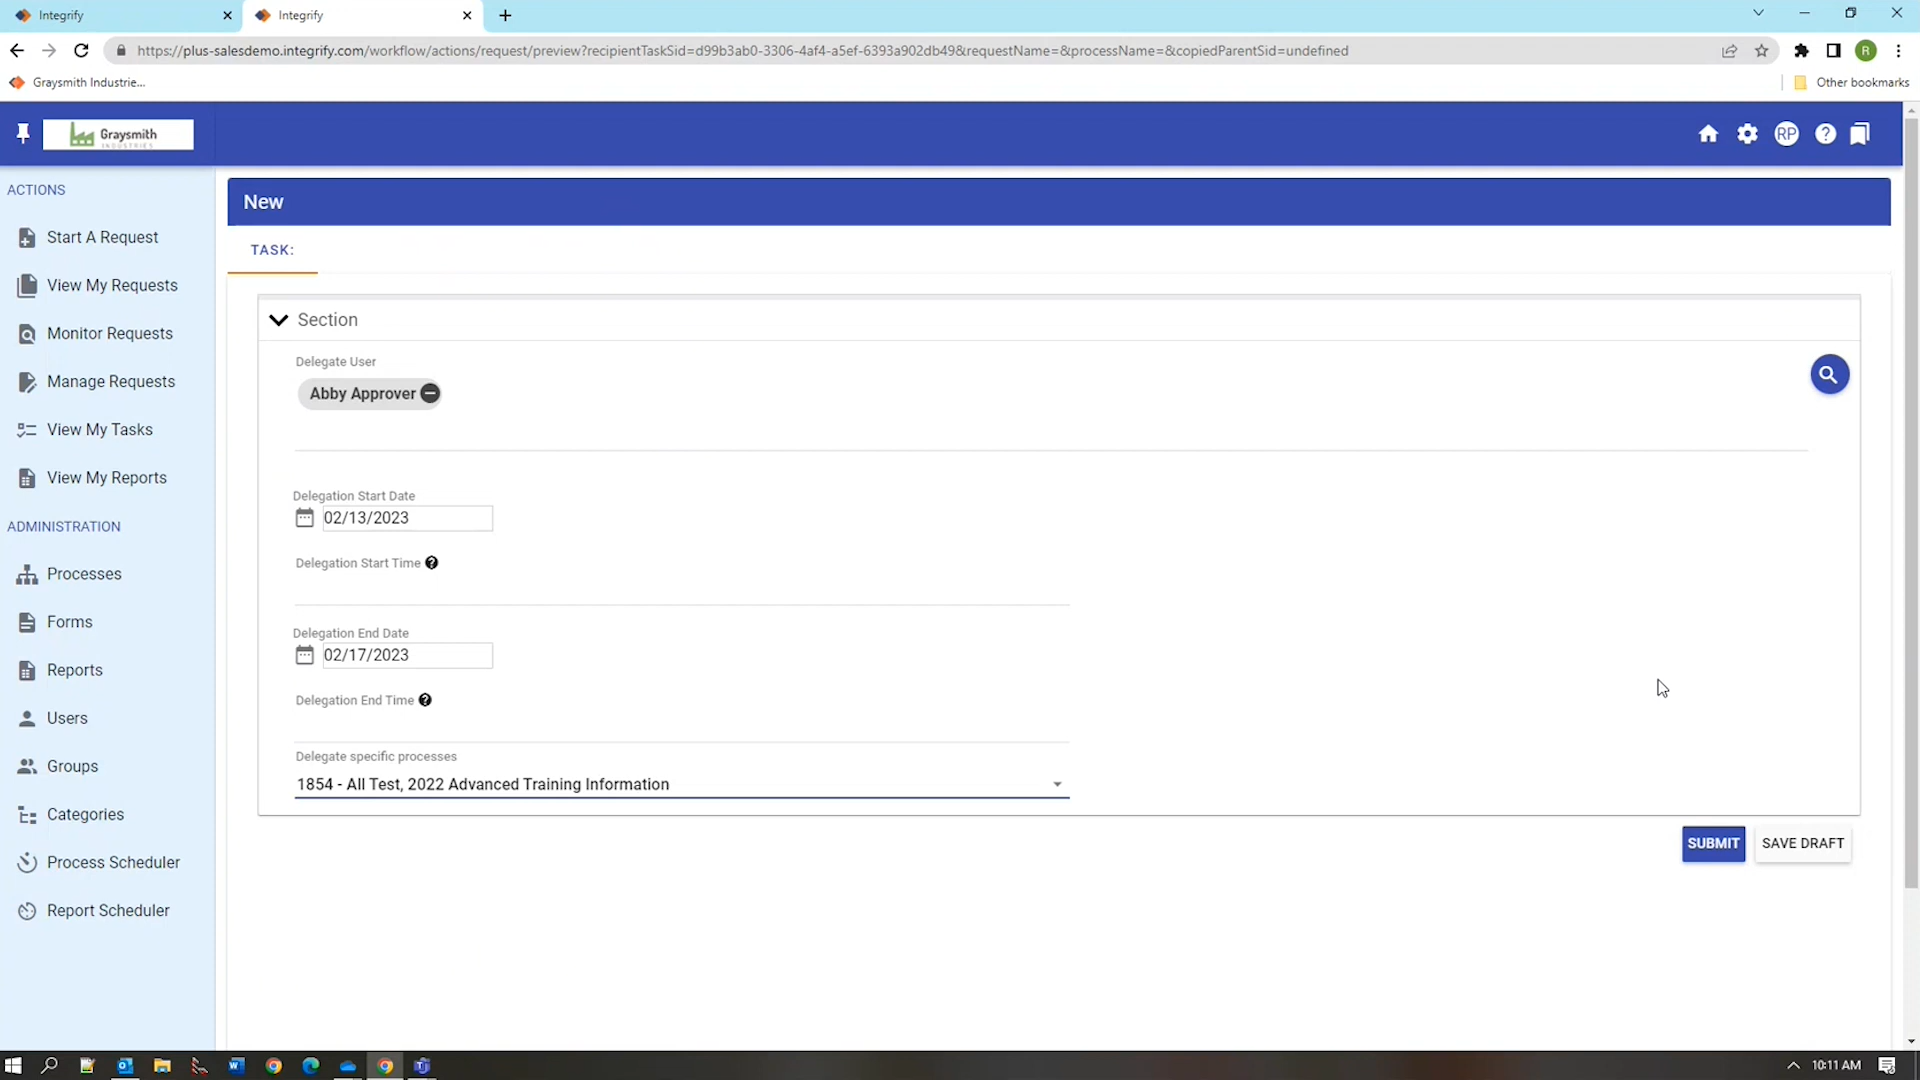 Integrify
Integrify
https://plus-salesdemo.integrify.com/workflow/actions/request/preview?recipientTaskSid=d99b3ab0-3306-4af4-a5ef-6393a902db49&requestName=&processName=&copiedParentSid=undefined
R
Graysmith Industrie...
Other bookmarks
Graysmith
INDUSTRIES
RP
ACTIONS
Start A Request
View My Requests
Monitor Requests
Manage Requests
View My Tasks
View My Reports
ADMINISTRATION
Processes
Forms
Reports
Users
Groups
Categories
Process Scheduler
Report Scheduler
New
TASK:
Section
Delegate User
Abby Approver
Delegation Start Date
02/13/2023
Delegation Start Time
Delegation End Date
02/17/2023
Delegation End Time
Delegate specific processes
1854 - All Test, 2022 Advanced Training Information
SUBMIT
SAVE DRAFT
10:11 AM